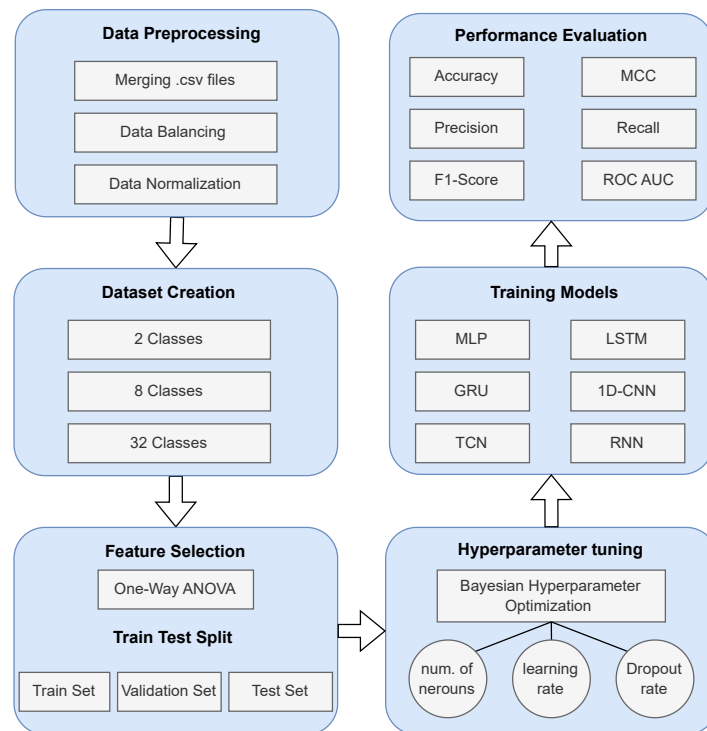 Data Preprocessing
Merging .csv files
Data Balancing
Data Normalization
Dataset Creation
2 Classes
8 Classes
32 Classes
Feature Selection
One-Way ANOVA
Train Test Split
Train Set
Validation Set
Test Set
Hyperparameter tuning
Bayesian Hyperparameter
Optimization
num. of
nerouns
learning
rate
Dropout
rate
Training Models
MLP
LSTM
GRU
1D-CNN
TCN
RNN
Performance Evaluation
Accuracy
MCC
Precision
Recall
F1-Score
ROC AUC